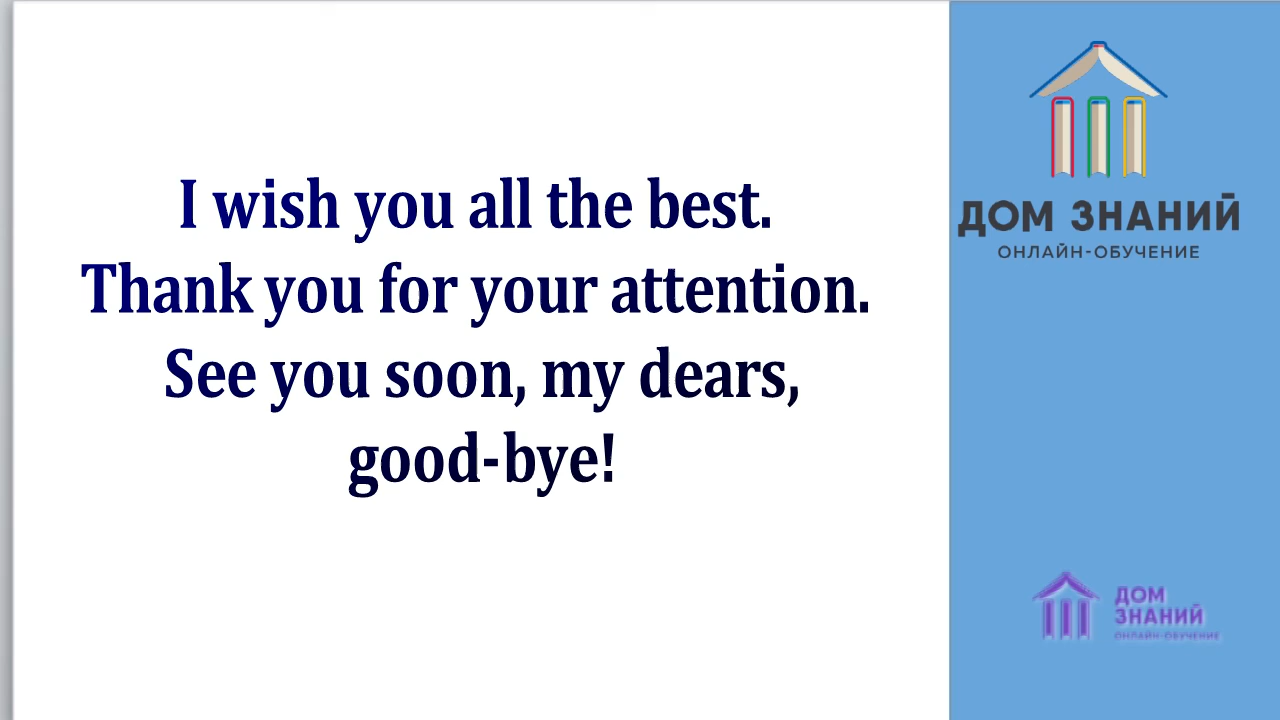 I wish you all the best.
Thank you for your attention.
See you soon, my dears,
good-bye!
ДОМ ЗНАНИЙ
ОНЛАЙН-ОБУЧЕНИЕ
ДОМ
ЗНАНИЙ
ОНЛАЙН-ОБУЧЕНИЕ